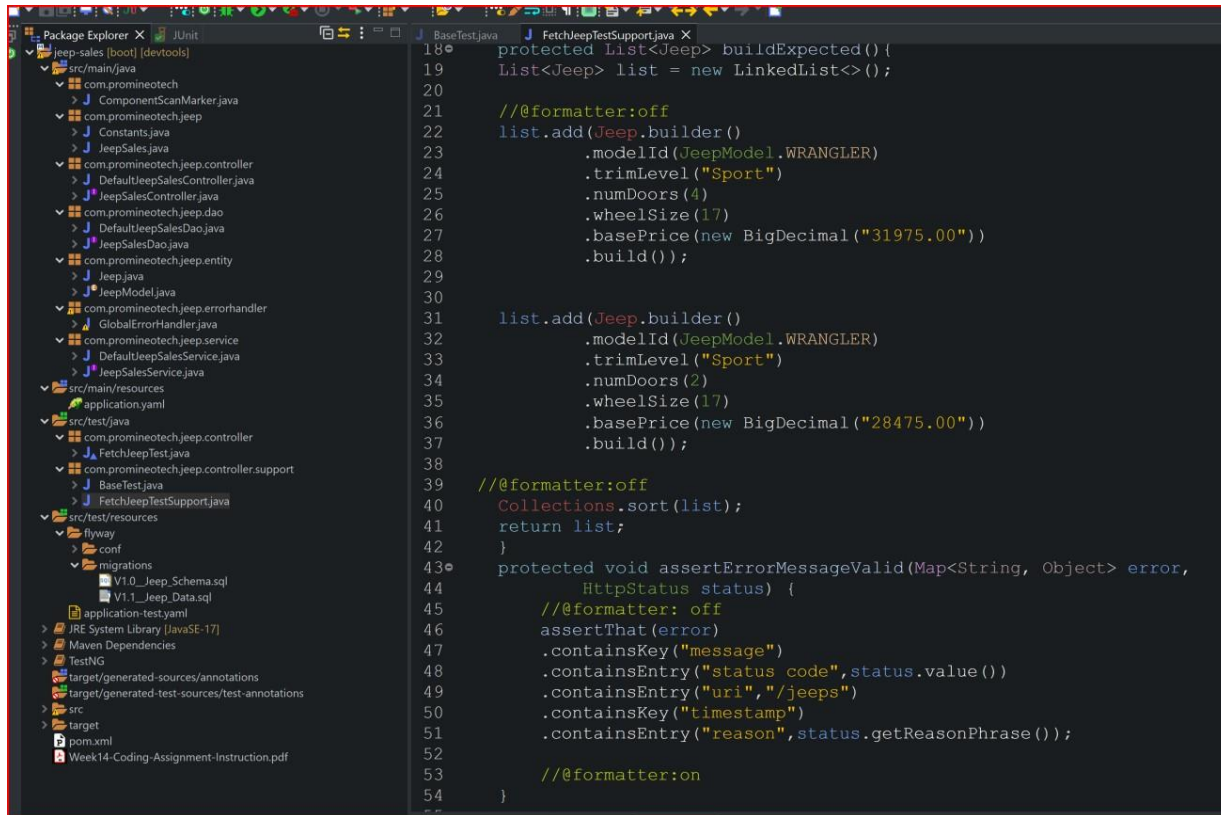 Package Explorer X JUnit
jeep-sales [boot] [devtools]
src/main/java
com.promineotech
ComponentScanMarker.java
com.promineotech.jeep
Constants.java
JeepSales.java
com.promineotech.jeep.controller
DefaultJeepSalesController.java
JeepSalesController.java
com.promineotech.jeep.dao
DefaultJeepSalesDao.java
JeepSalesDao.java
com.promineotech.jeep.entity
Jeep.java
JeepModel.java
com.promineotech.jeep.errorhandler
GlobalErrorHandler.java
com.promineotech.jeep.service
DefaultJeepSalesService.java
JeepSalesService.java
src/main/resources
application.yaml
src/test/java
com.promineotech.jeep.controller
FetchJeepTest.java
com.promineotech.jeep.controller.support
BaseTest.java
FetchJeepTestSupport.java
src/test/resources
flyway
conf
migrations
V1.0__Jeep_Schema.sql
V1.1__Jeep_Data.sql
application-test.yaml
JRE System Library [JavaSE-17]
Maven Dependencies
TestNG
target/generated-sources/annotations
target/generated-test-sources/test-annotations
src
target
pom.xml
Week14-Coding-Assignment-Instruction.pdf
BaseTest.java FetchJeepTestSupport.java X
18 protected List<Jeep> buildExpected(){
19 List<Jeep> list = new LinkedList<>();
20
21 //@formatter:off
22 list.add(Jeep.builder()
23 .modelId(JeepModel.WRANGLER)
24 .trimLevel("Sport")
25 .numDoors(4)
26 .wheelSize(17)
27 .basePrice(new BigDecimal("31975.00"))
28 .build());
29
30
31 list.add(Jeep.builder()
32 .modelId(JeepModel.WRANGLER)
33 .trimLevel("Sport")
34 .numDoors(2)
35 .wheelSize(17)
36 .basePrice(new BigDecimal("28475.00"))
37 .build());
38
39 //@formatter:off
40 Collections.sort(list);
41 return list;
42 }
43 protected void assertErrorMessageValid(Map<String, Object> error,
44 HttpStatus status) {
45 //@formatter: off
46 assertThat(error)
47 .containsKey("message")
48 .containsEntry("status code",status.value())
49 .containsEntry("uri","/jeeps")
50 .containsKey("timestamp")
51 .containsEntry("reason",status.getReasonPhrase());
52
53 //@formatter:on
54 }